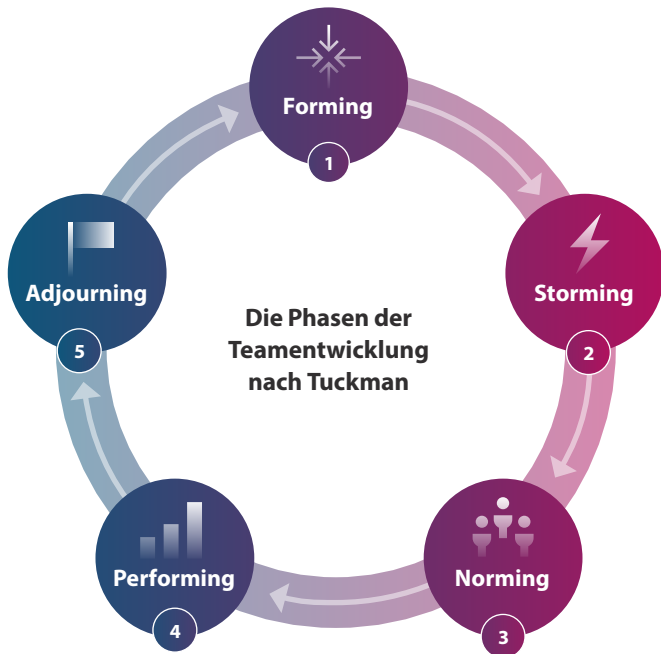 Forming
1
Storming
2
Norming
3
Performing
4
Adjourning
5
Die Phasen der
Teamentwicklung
nach Tuckman